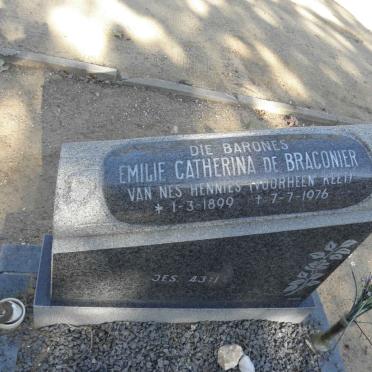 DIE BARONES
EMILIE CATHERINA DE BRACONIER
VAN NES HENNIES (VOORHEEN KEET)
* 1-3-1899 † 7-7-1976
JES. 43:1